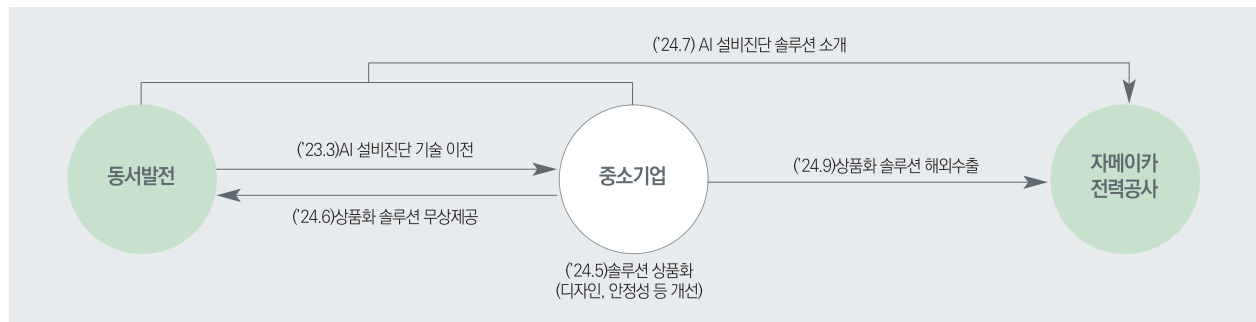 (’24.7) AI 설비진단 솔루션 소개
동서발전
(’23.3)AI 설비진단 기술 이전
(’24.6)상품화 솔루션 무상제공
중소기업
(’24.5)솔루션 상품화
(디자인, 안정성 등 개선)
(’24.9)상품화 솔루션 해외수출
자메이카
전력공사